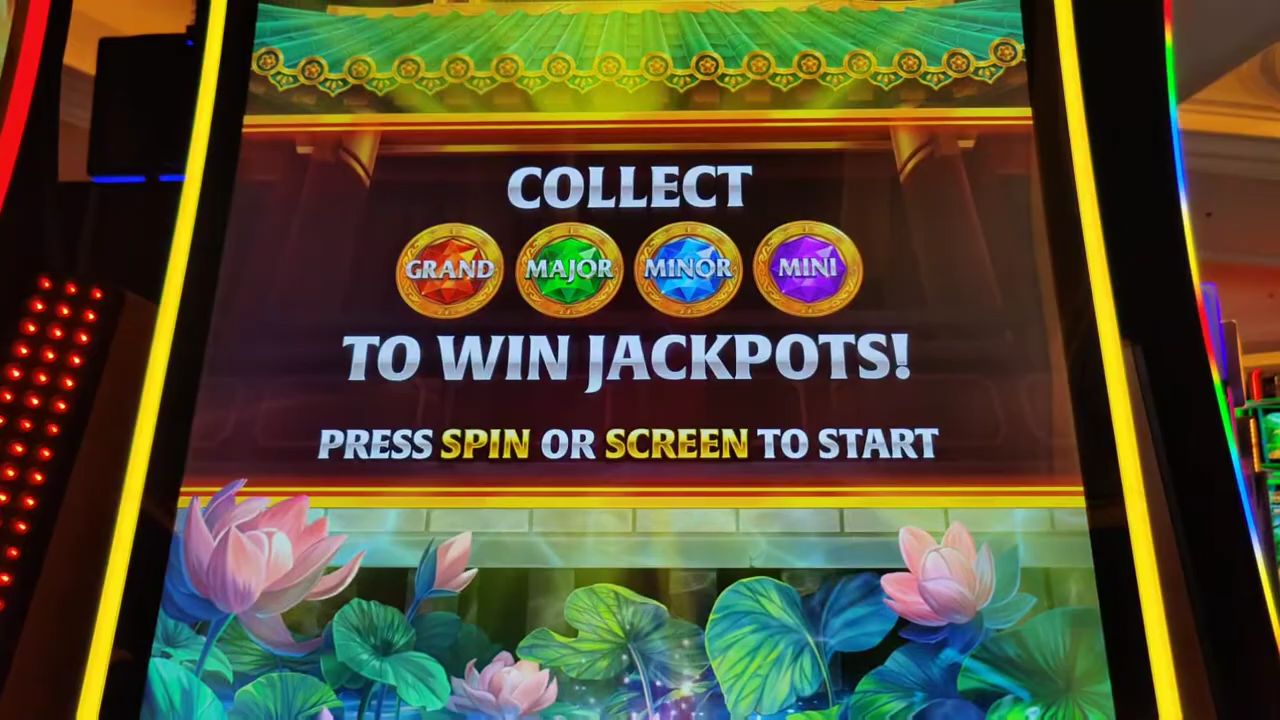 COLLECT
GRAND MAJOR MINOR MINI
TO WIN JACKPOTS!
PRESS SPIN OR SCREEN TO START